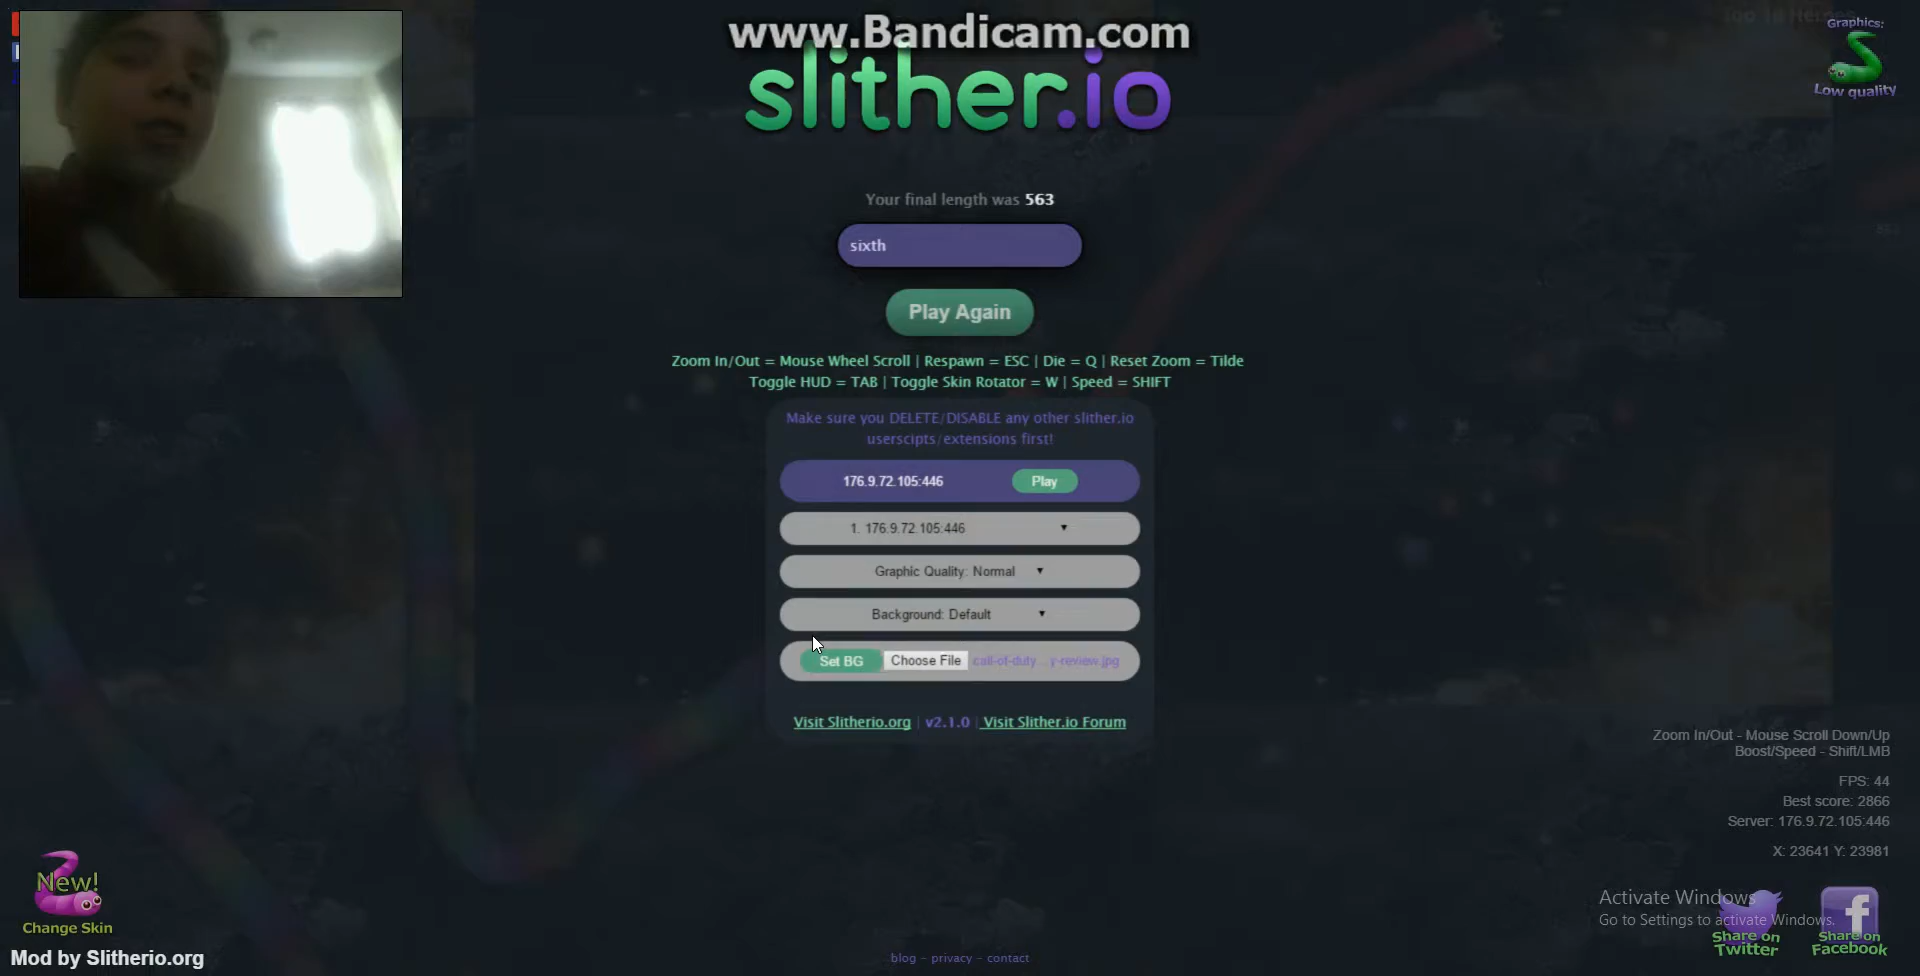 www.Bandicam.com
slither.io
Graphics:
Low quality
Your final length was 563
sixth
Play Again
Zoom In/Out = Mouse Wheel Scroll | Respawn = ESC | Die = Q | Reset Zoom = Tilde
Toggle HUD = TAB | Toggle Skin Rotator = W | Speed = SHIFT
Make sure you DELETE/DISABLE any other slither.io
userscipts/extensions first!
176.9.72.105:446 Play
1. 176.9.72.105:446
Graphic Quality: Normal
Background: Default
Set BG Choose File call-of-duty...y-review.jpg
Visit Slitherio.org | v2.1.0 | Visit Slither.io Forum
Zoom In/Out - Mouse Scroll Down/Up
Boost/Speed - Shift/LMB
FPS: 44
Best score: 2866
Server: 176.9.72.105:446
X: 23641 Y: 23981
New!
Change Skin
Mod by Slitherio.org
Activate Windows
Go to Settings to activate Windows.
Share on
Twitter
Share on
Facebook
blog - privacy - contact